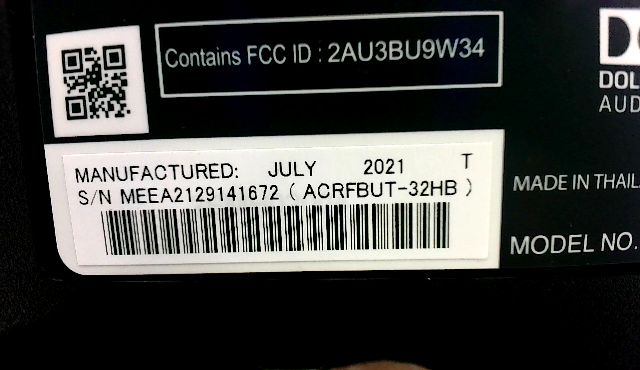 Contains FCC ID : 2AU3BU9W34
MANUFACTURED: JULY 2021 T
S/N MEEA2129141672 ( ACRFBUT-32HB )
AUD
MADE IN THAIL
MODEL NO.